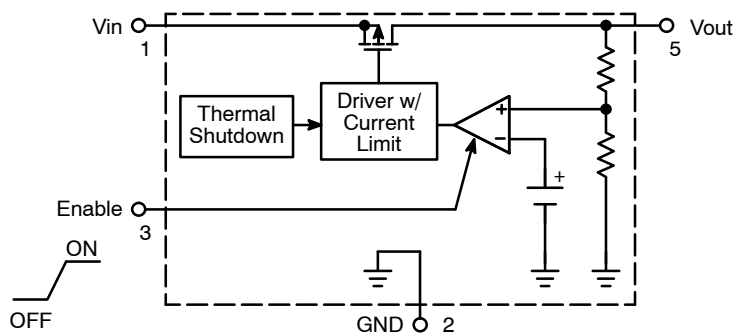 Vin
1
Vout
5
Thermal
Shutdown
Driver w/
Current
Limit
+
−
+
Enable
3
ON
OFF
GND
2